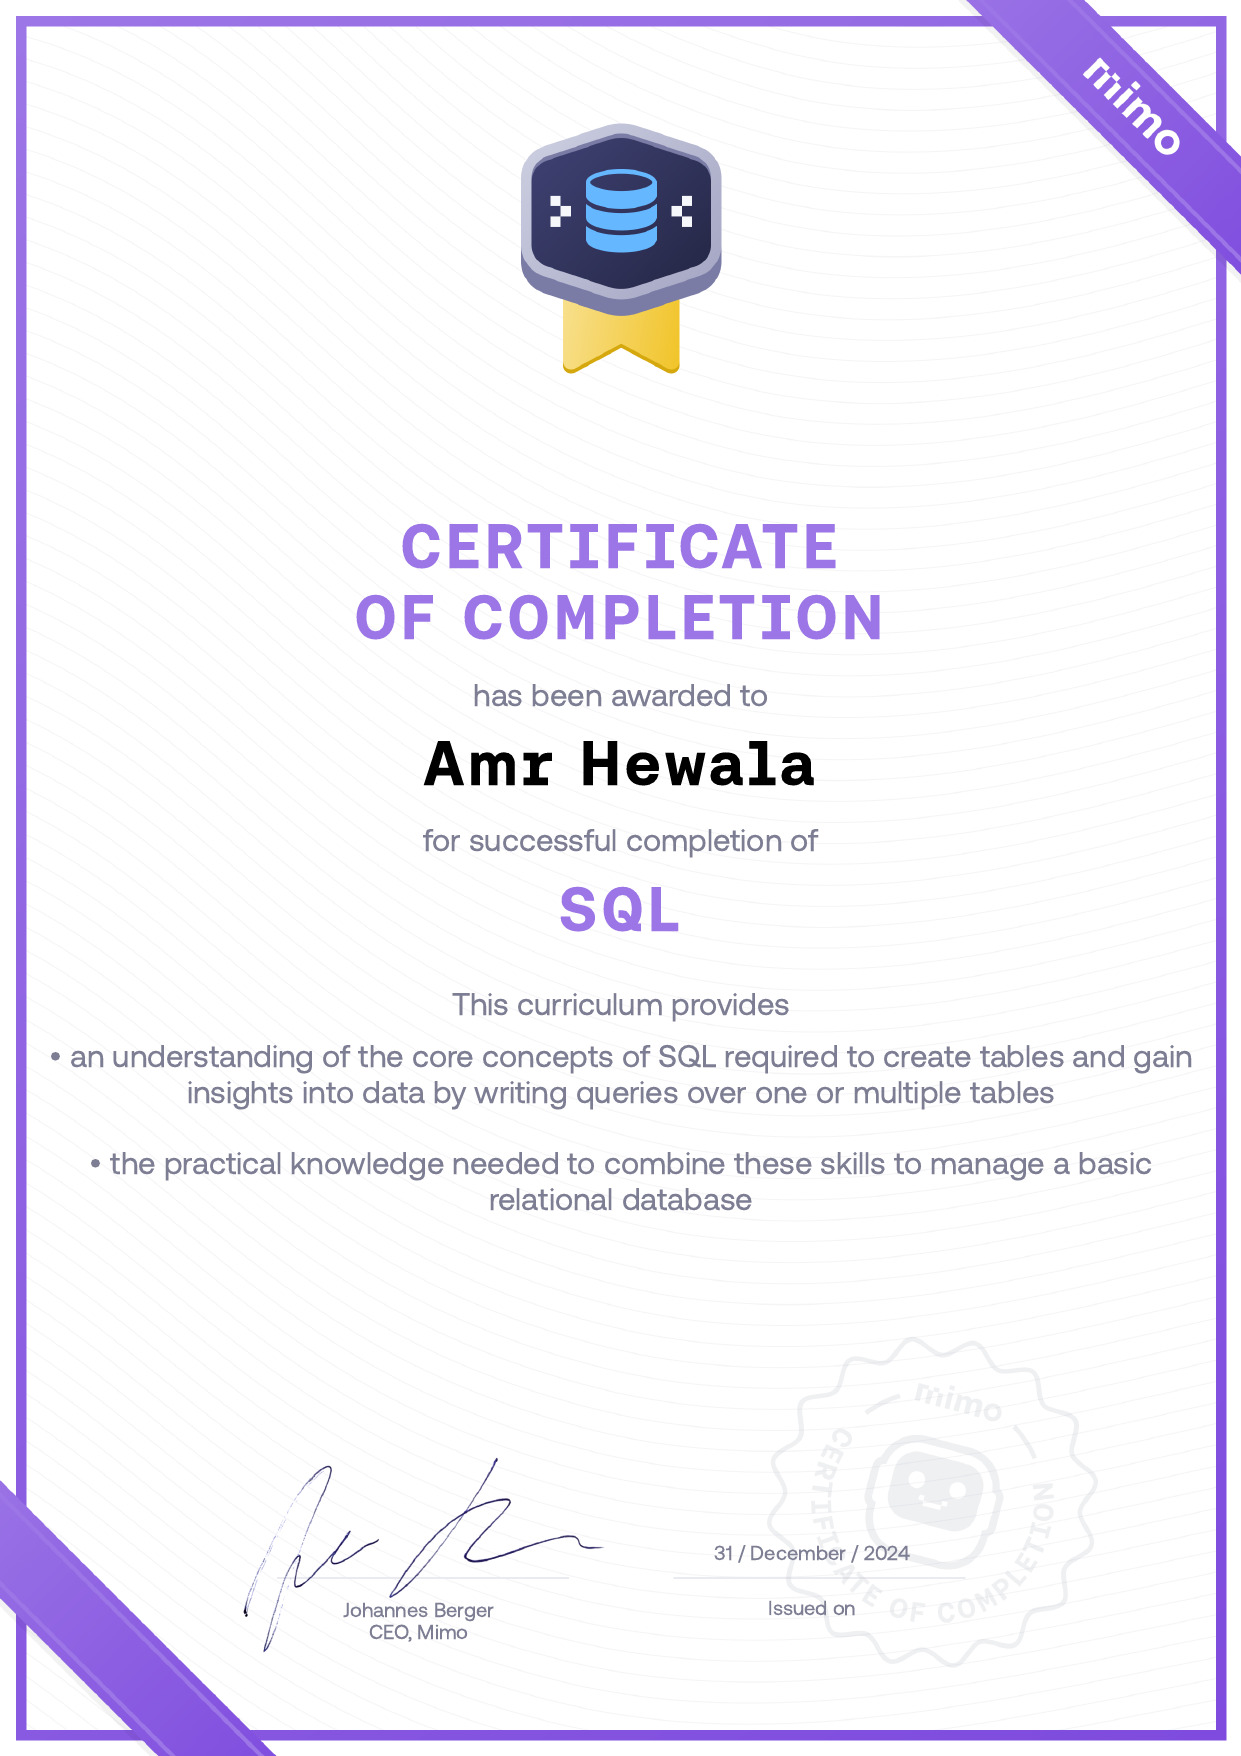 mimo
CERTIFICATE
OF COMPLETION
has been awarded to
Amr Hewala
for successful completion of
SQL
This curriculum provides
• an understanding of the core concepts of SQL required to create tables and gain
insights into data by writing queries over one or multiple tables
• the practical knowledge needed to combine these skills to manage a basic
relational database
mimo
CERTIFICATE OF COMPLETION
31 / December / 2024
Issued on
Johannes Berger
CEO, Mimo